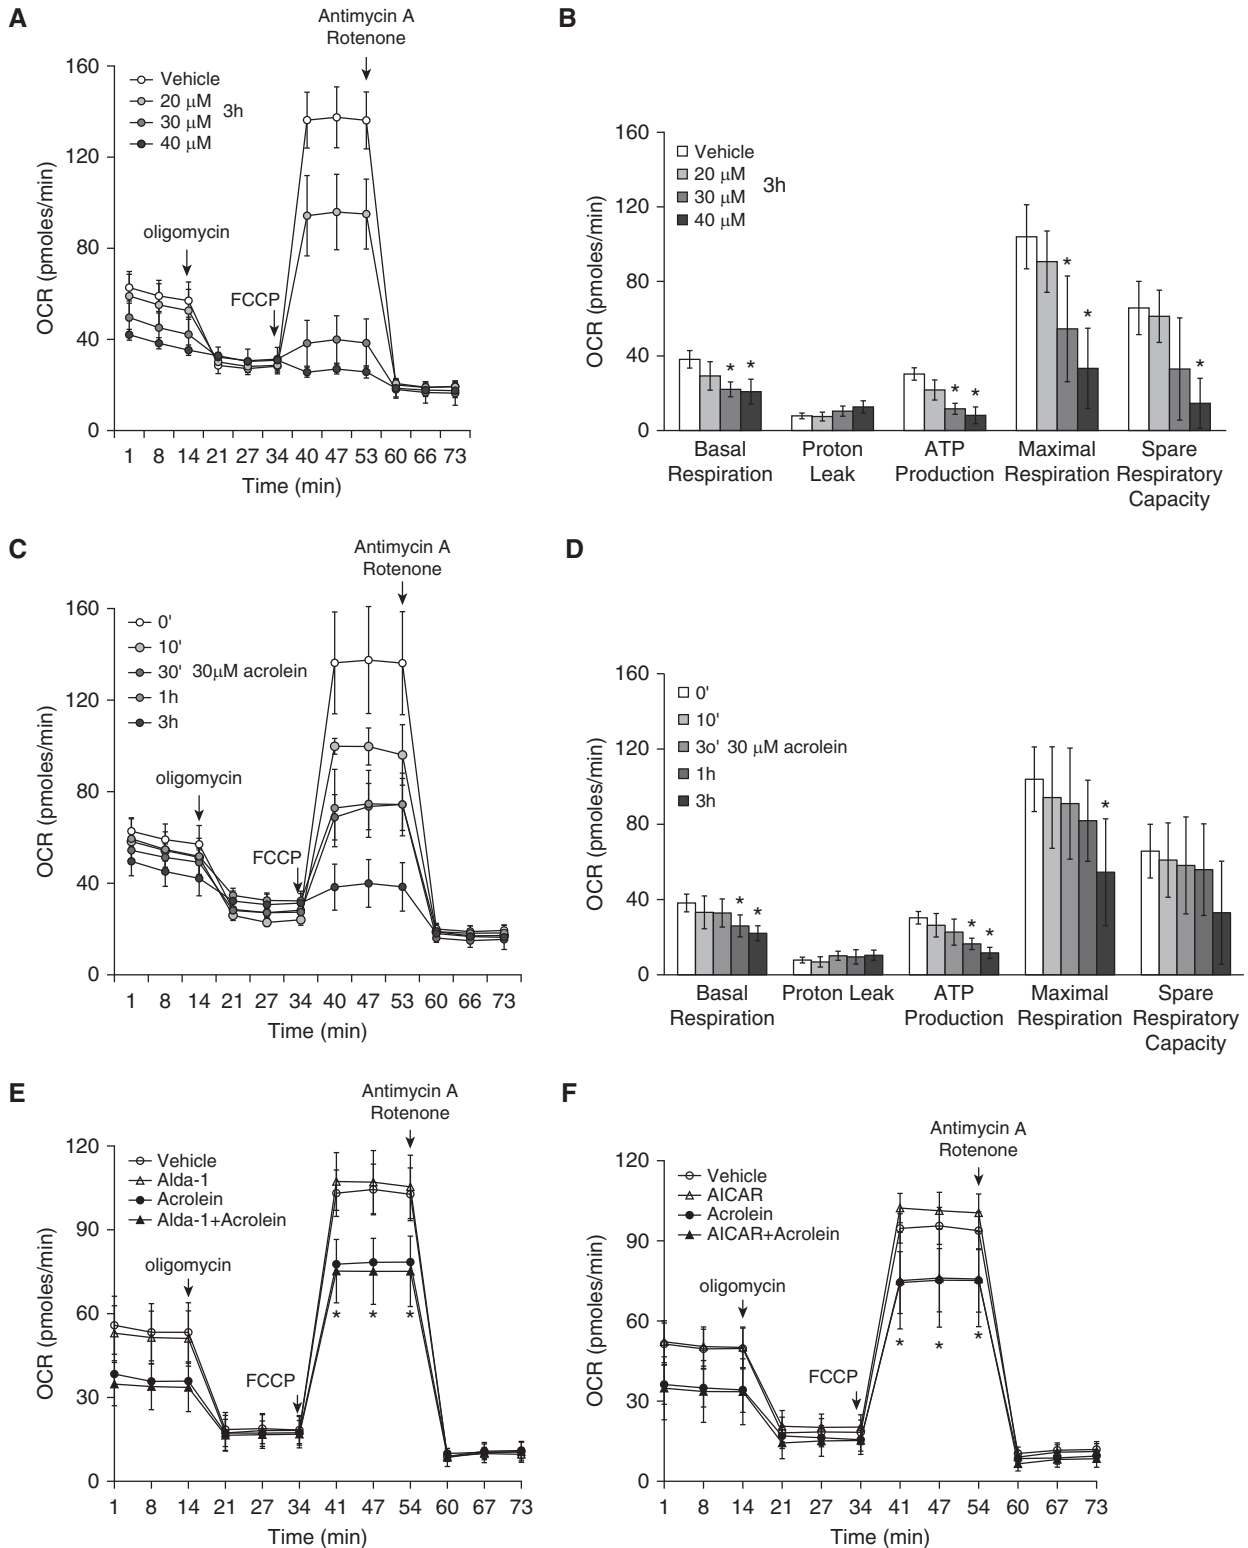 A
Antimycin A
Rotenone
160
120
80
40
0
OCR (pmoles/min)
Vehicle
20 μM
30 μM
40 μM
3h
oligomycin
FCCP
1 8 14 21 27 34 40 47 53 60 66 73
Time (min)
B
160
120
80
40
0
OCR (pmoles/min)
Vehicle
20 μM
30 μM
40 μM
3h
* * * * * * *
Basal
Respiration
Proton
Leak
ATP
Production
Maximal
Respiration
Spare
Respiratory
Capacity
C
Antimycin A
Rotenone
160
120
80
40
0
OCR (pmoles/min)
0'
10'
30' 30μM acrolein
1h
3h
oligomycin
FCCP
1 8 14 21 27 34 40 47 53 60 66 73
Time (min)
D
160
120
80
40
0
OCR (pmoles/min)
0'
10'
3o' 30 μM acrolein
1h
3h
* * * * *
Basal
Respiration
Proton Leak
ATP
Production
Maximal
Respiration
Spare
Respiratory
Capacity
E
Antimycin A
Rotenone
120
90
60
30
0
OCR (pmoles/min)
Vehicle
Alda-1
Acrolein
Alda-1+Acrolein
oligomycin
FCCP
* * *
1 8 14 21 27 34 41 47 54 60 67 73
Time (min)
F
Antimycin A
Rotenone
120
90
60
30
0
OCR (pmoles/min)
Vehicle
AICAR
Acrolein
AICAR+Acrolein
oligomycin
FCCP
* * *
1 8 14 21 27 34 41 47 54 60 67 73
Time (min)